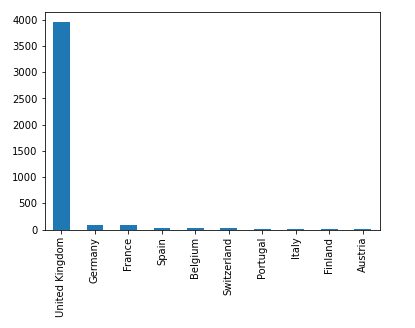 4000
3500
3000
2500
2000
1500
1000
500
0
United Kingdom
Germany
France
Spain
Belgium
Switzerland
Portugal
Italy
Finland
Austria